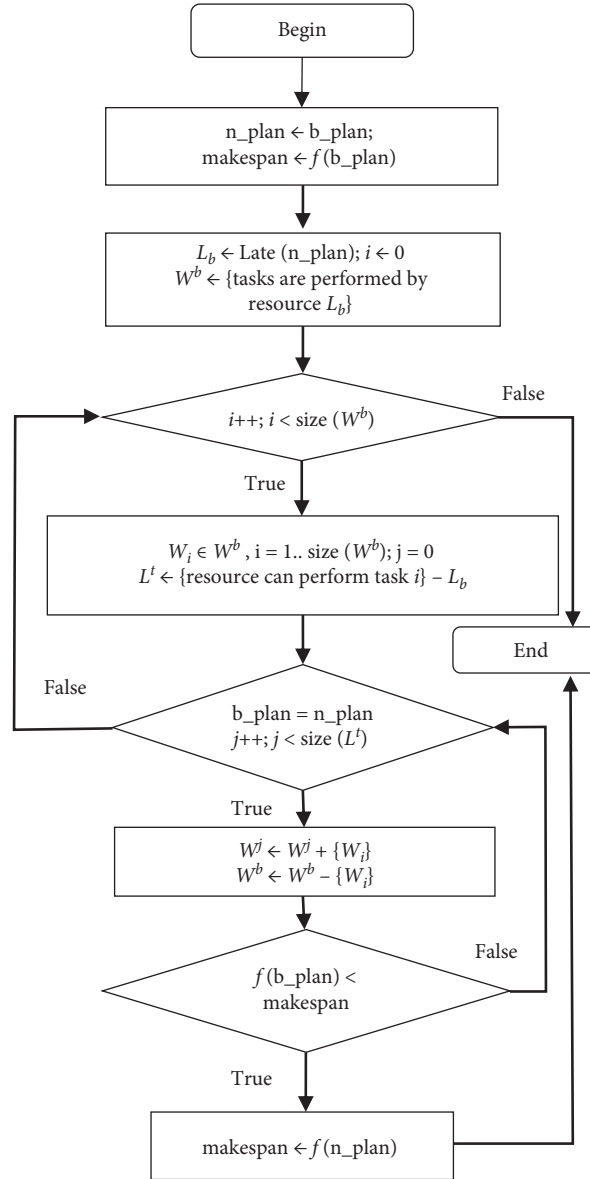 Begin
n_plan ← b_plan;
makespan ← f (b_plan)
L_b ← Late (n_plan); i ← 0
W^b ← {tasks are performed by
resource L_b}
False
i++; i < size (W^b)
True
W_i ∈ W^b , i = 1.. size (W^b); j = 0
L^t ← {resource can perform task i} – L_b
End
False
b_plan = n_plan
j++; j < size (L^t)
True
W^j ← W^j + {W_i}
W^b ← W^b – {W_i}
False
f (b_plan) <
makespan
True
makespan ← f (n_plan)